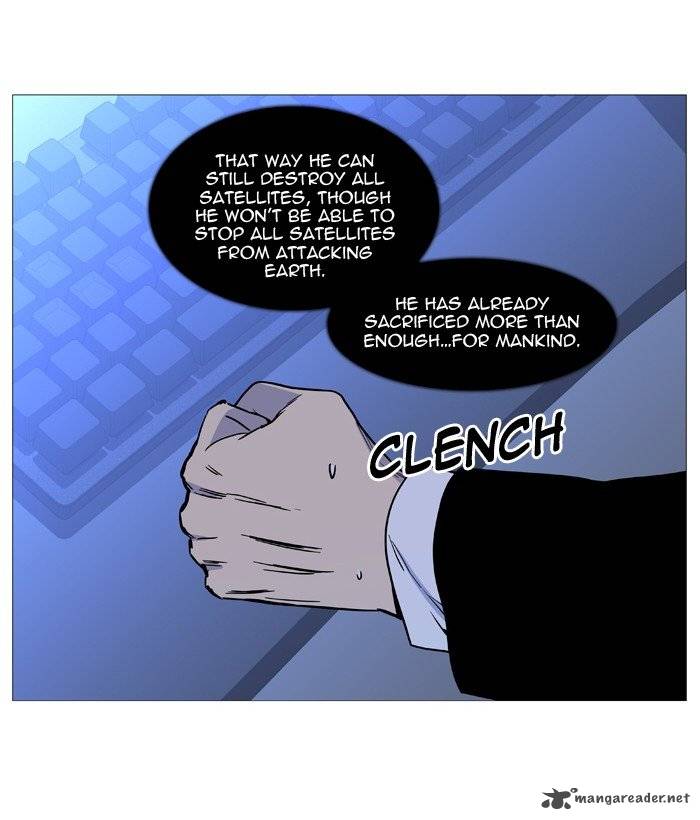 THAT WAY HE CAN
STILL DESTROY ALL
SATELLITES, THOUGH
HE WON'T BE ABLE TO
STOP ALL SATELLITES
FROM ATTACKING
EARTH.
HE HAS ALREADY
SACRIFICED MORE THAN
ENOUGH...FOR MANKIND.
CLENCH
mangareader.net